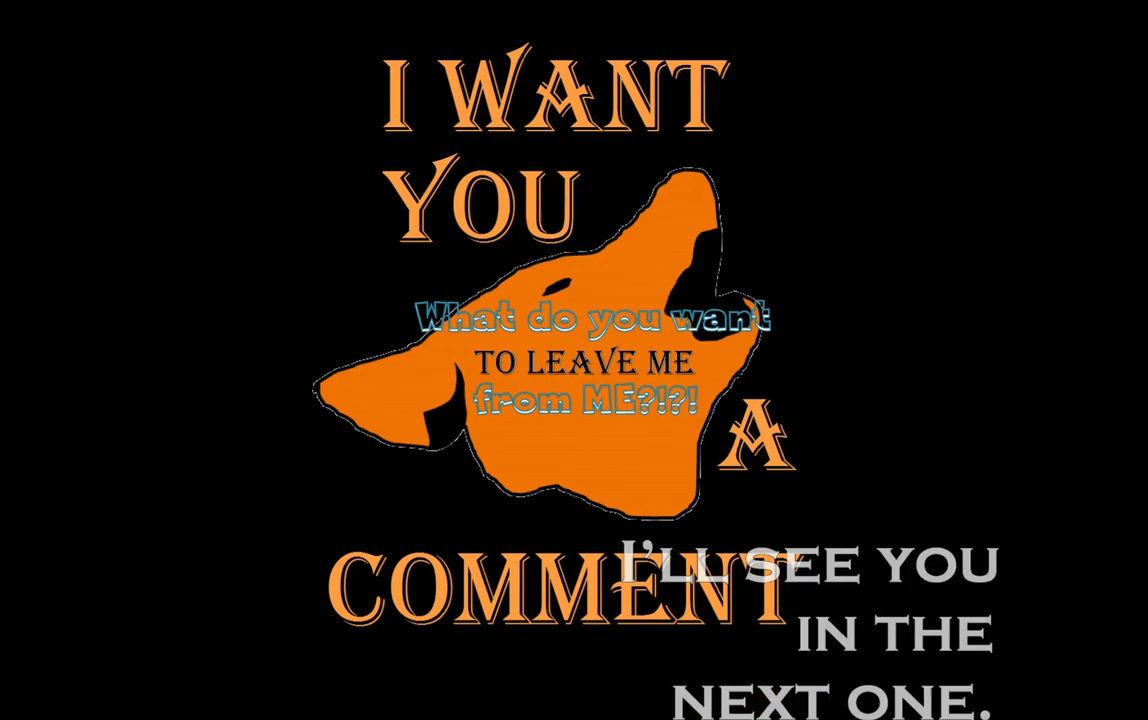 I WANT
YOU
What do you want
TO LEAVE ME
from ME?!?!
A
COMMENT
I'LL SEE YOU
IN THE
NEXT ONE.